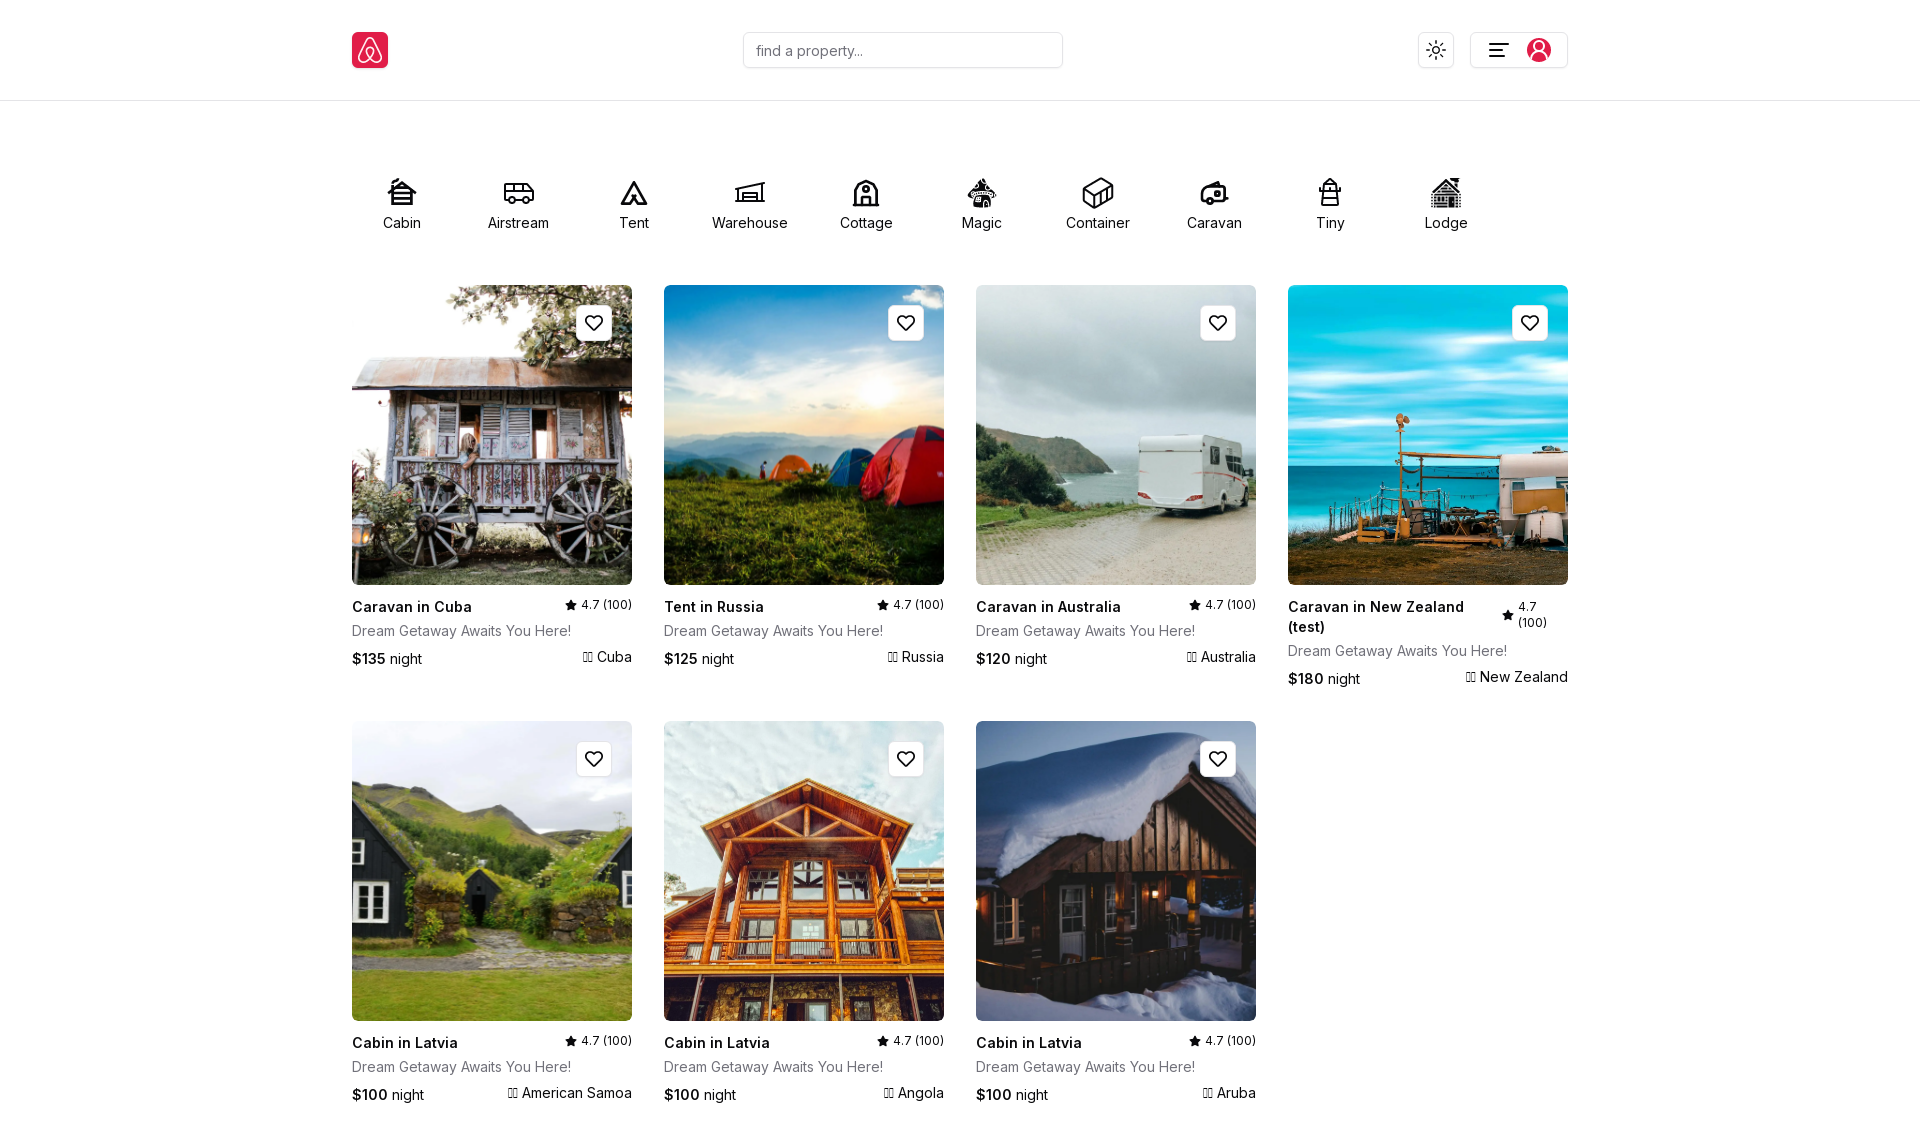 find a property...
Cabin
Airstream
Tent
Warehouse
Cottage
Magic
Container
Caravan
Tiny
Lodge
Caravan in Cuba
4.7 (100)
Dream Getaway Awaits You Here!
$135 night
Cuba
Tent in Russia
4.7 (100)
Dream Getaway Awaits You Here!
$125 night
Russia
Caravan in Australia
4.7 (100)
Dream Getaway Awaits You Here!
$120 night
Australia
Caravan in New Zealand
(test)
4.7
(100)
Dream Getaway Awaits You Here!
$180 night
New Zealand
Cabin in Latvia
4.7 (100)
Dream Getaway Awaits You Here!
$100 night
American Samoa
Cabin in Latvia
4.7 (100)
Dream Getaway Awaits You Here!
$100 night
Angola
Cabin in Latvia
4.7 (100)
Dream Getaway Awaits You Here!
$100 night
Aruba